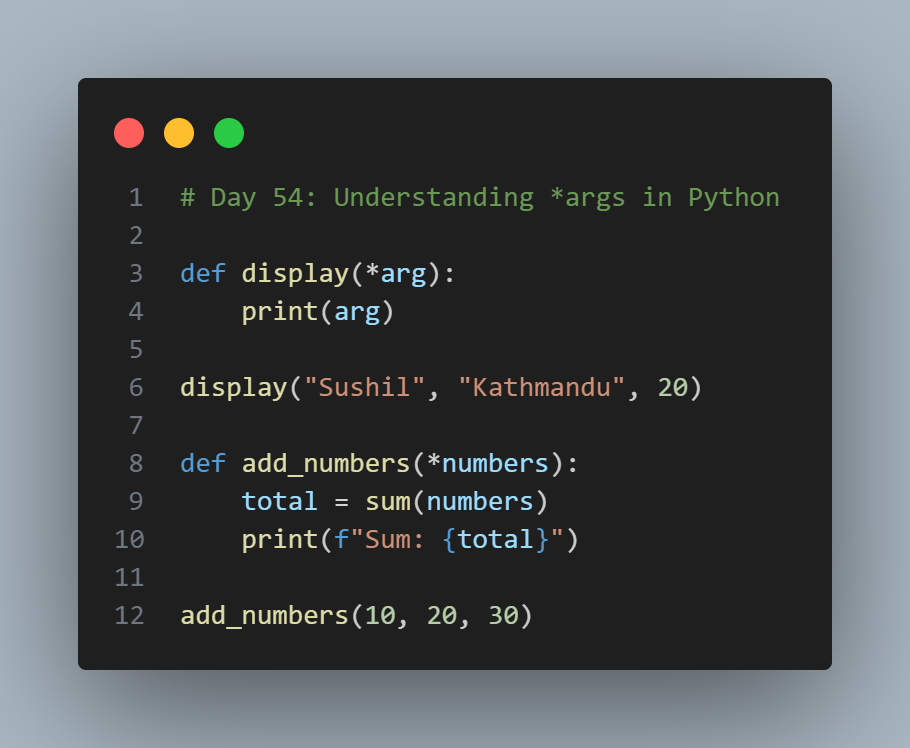 1 # Day 54: Understanding *args in Python
2
3 def display(*arg):
4     print(arg)
5
6 display("Sushil", "Kathmandu", 20)
7
8 def add_numbers(*numbers):
9     total = sum(numbers)
10     print(f"Sum: {total}")
11
12 add_numbers(10, 20, 30)